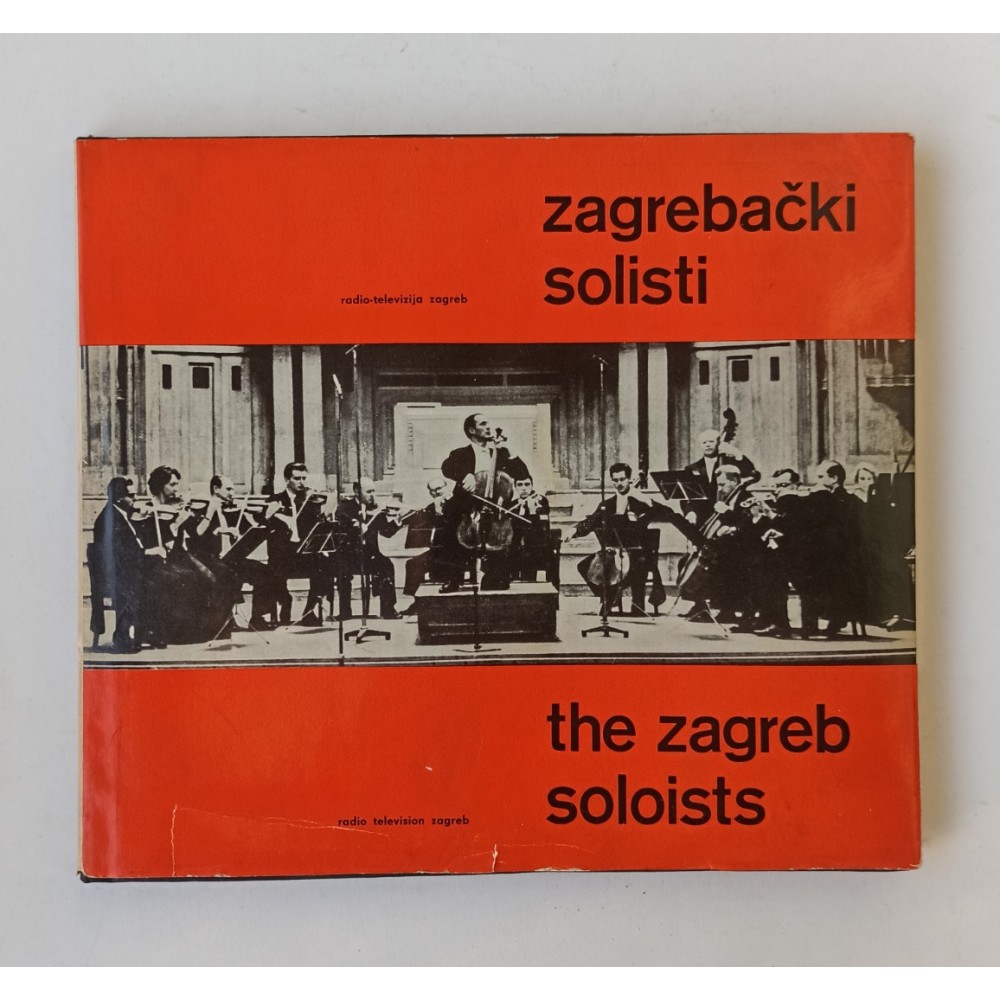 zagrebački
solisti
radio-televizija zagreb
the zagreb
soloists
radio television zagreb